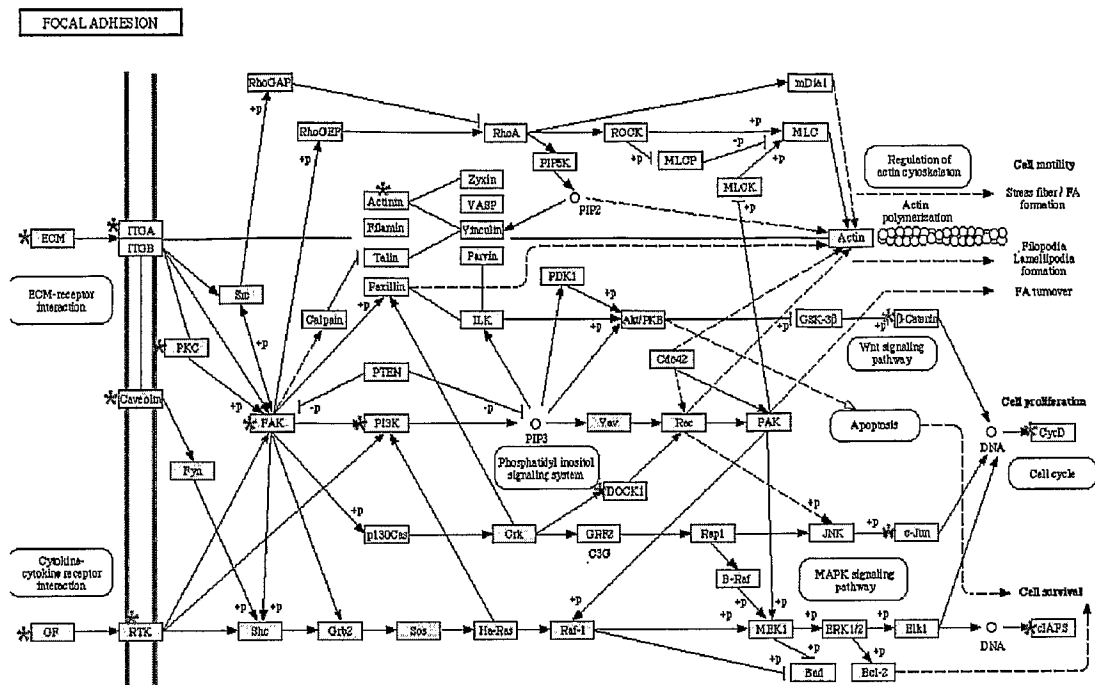 FOCAL ADHESION
RhoGAP
mDia1
+p
RhoGEF
RhoA
ROCK
+p
MLC
+p
+p
-p
+p
MLCP
PIP5K
Regulation of
actin cytoskeleton
Cell motility
Zyxin
Actinin
VASP
MLCK
+p
PIP2
Stress fiber / FA
formation
Actin
polymerization
ECM
ITGA
ITGB
Filamin
Vinculin
Actin
Talin
Parvin
Filopodia
Lamellipodia
formation
ECM-receptor
interaction
Src
+p
Paxillin
PDK1
+p
FA turnover
Calpain
ILK
+p
Akt/PKB
GSK-3β
+p
β-Catenin
PKC
+p
Wnt signaling
pathway
Cdc42
PTEN
Caveolin
+p
-p
-p
Cell proliferation
FAK
PI3K
PIP3
Vav
Rac
PAK
Apoptosis
DNA
CycD
Phosphatidyl inositol
signaling system
Cell cycle
Fyn
DOCK1
+p
p130Cas
Crk
GRF2
C3G
Rap1
+p
JNK
+p
c-Jun
Cytokine-
cytokine receptor
interaction
B-Raf
MAPK signaling
pathway
+p
+p
+p
+p
+p
+p
Cell survival
GF
RTK
Shc
Grb2
Sos
Ha-Ras
Raf-1
+p
MEK1
+p
ERK1/2
+p
Elk1
DNA
cIAPS
+p
+p
+p
Bad
Bcl-2